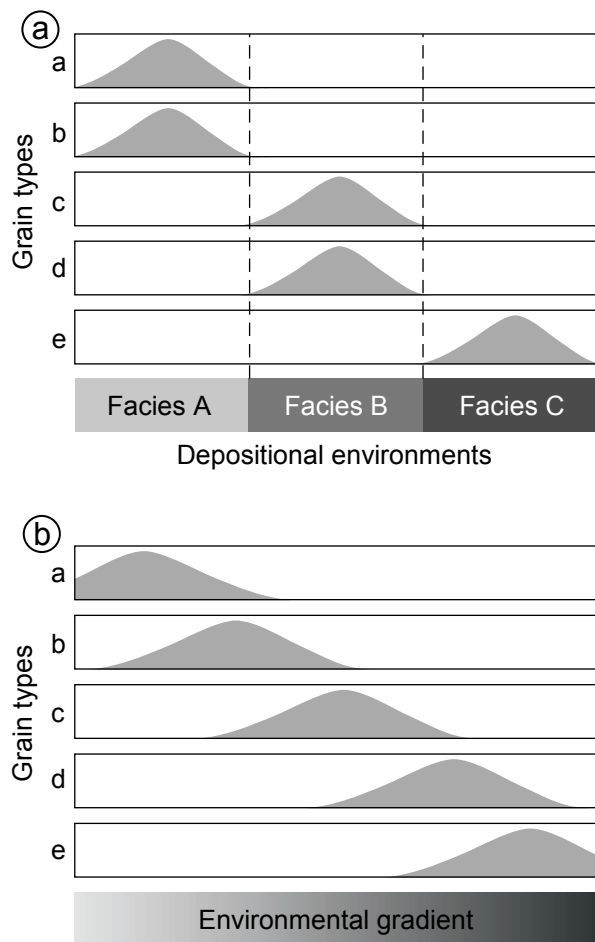 a
a
b
c
d
e
Grain types
Facies A
Facies B
Facies C
Depositional environments
b
a
b
c
d
e
Grain types
Environmental gradient